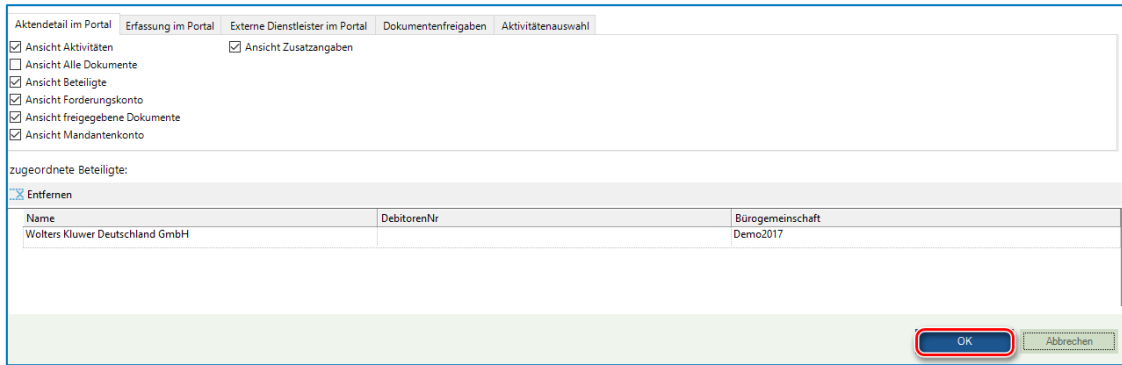 Aktendetail im Portal Erfassung im Portal Externe Dienstleister im Portal Dokumentenfreigaben Aktivitätenauswahl
Ansicht Aktivitäten Ansicht Zusatzangaben
Ansicht Alle Dokumente
Ansicht Beteiligte
Ansicht Forderungskonto
Ansicht freigegebene Dokumente
Ansicht Mandantenkonto
zugeordnete Beteiligte:
Entfernen
Name DebitorenNr Bürogemeinschaft
Wolters Kluwer Deutschland GmbH Demo2017
OK Abbrechen